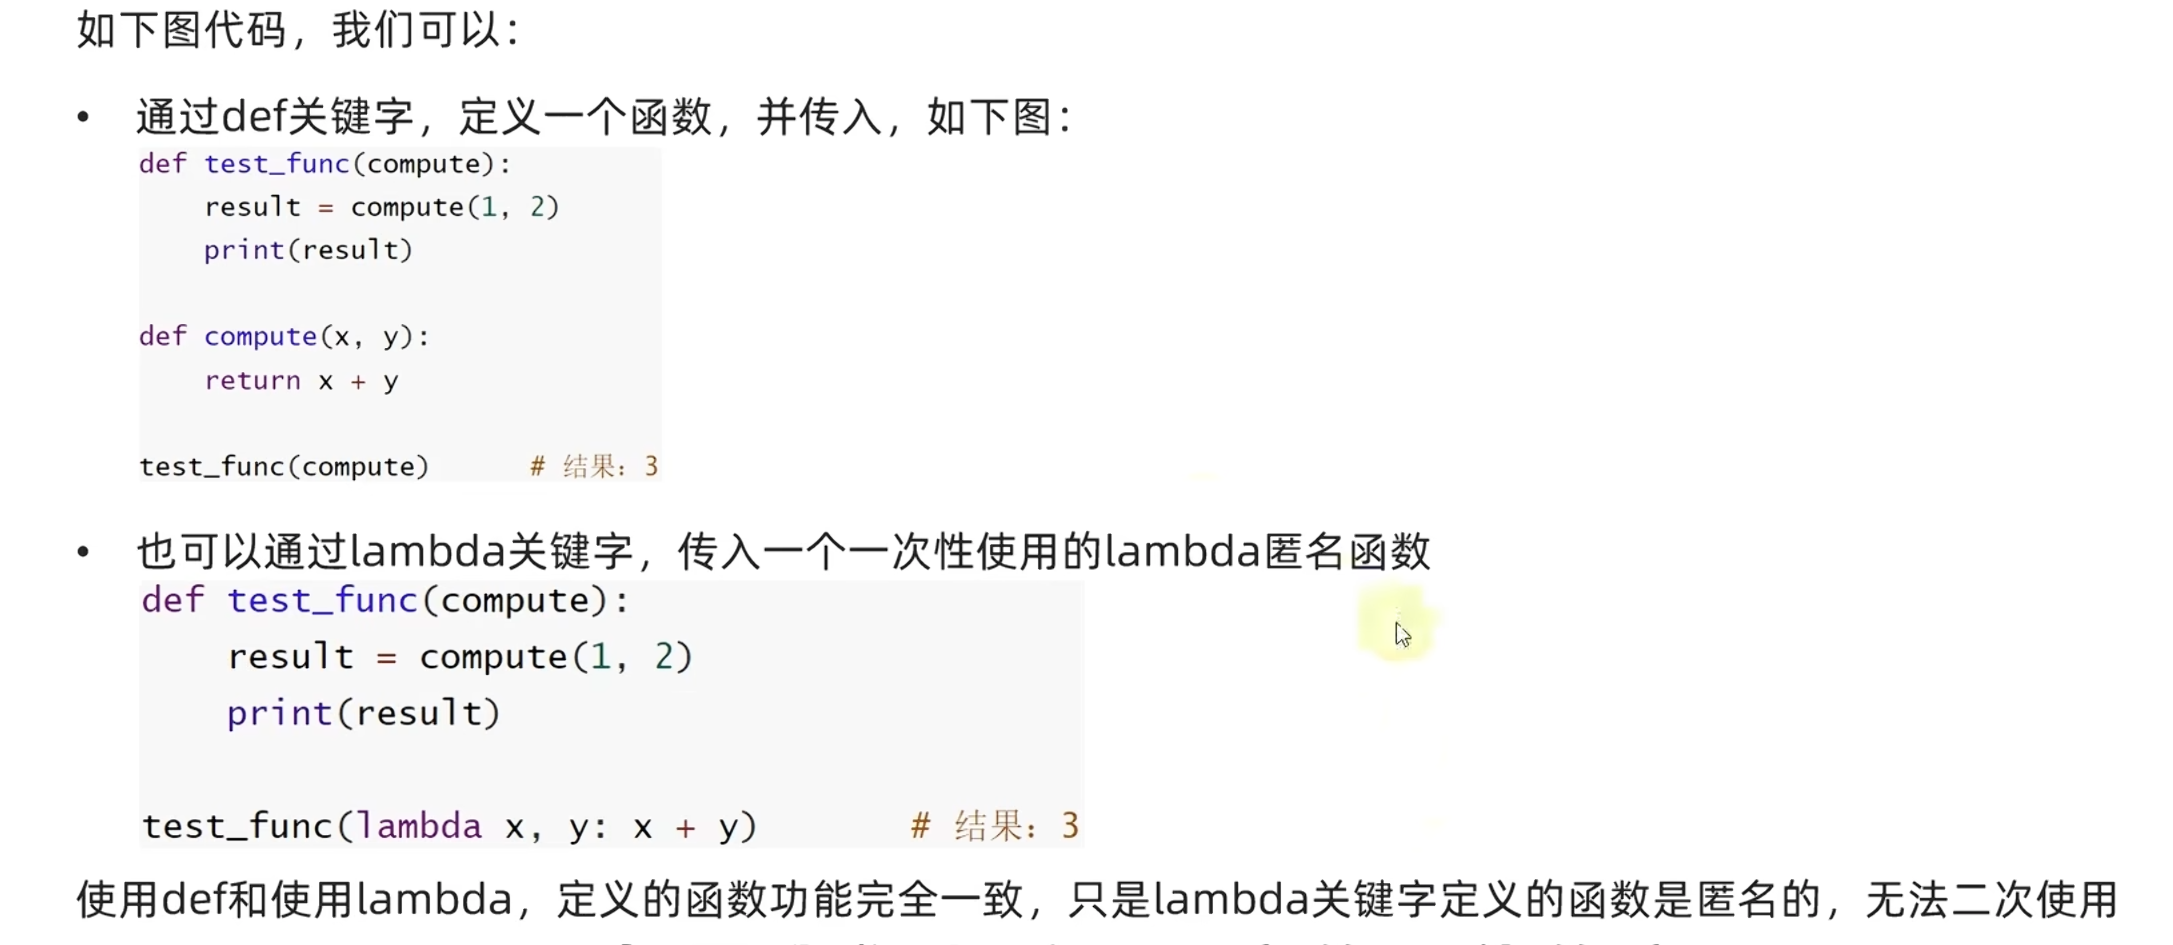 如下图代码，我们可以：
• 通过def关键字，定义一个函数，并传入，如下图：
def test_func(compute):
    result = compute(1, 2)
    print(result)
def compute(x, y):
    return x + y
test_func(compute)      # 结果：3
• 也可以通过lambda关键字，传入一个一次性使用的lambda匿名函数
def test_func(compute):
    result = compute(1, 2)
    print(result)
test_func(lambda x, y: x + y)      # 结果：3
使用def和使用lambda，定义的函数功能完全一致，只是lambda关键字定义的函数是匿名的，无法二次使用